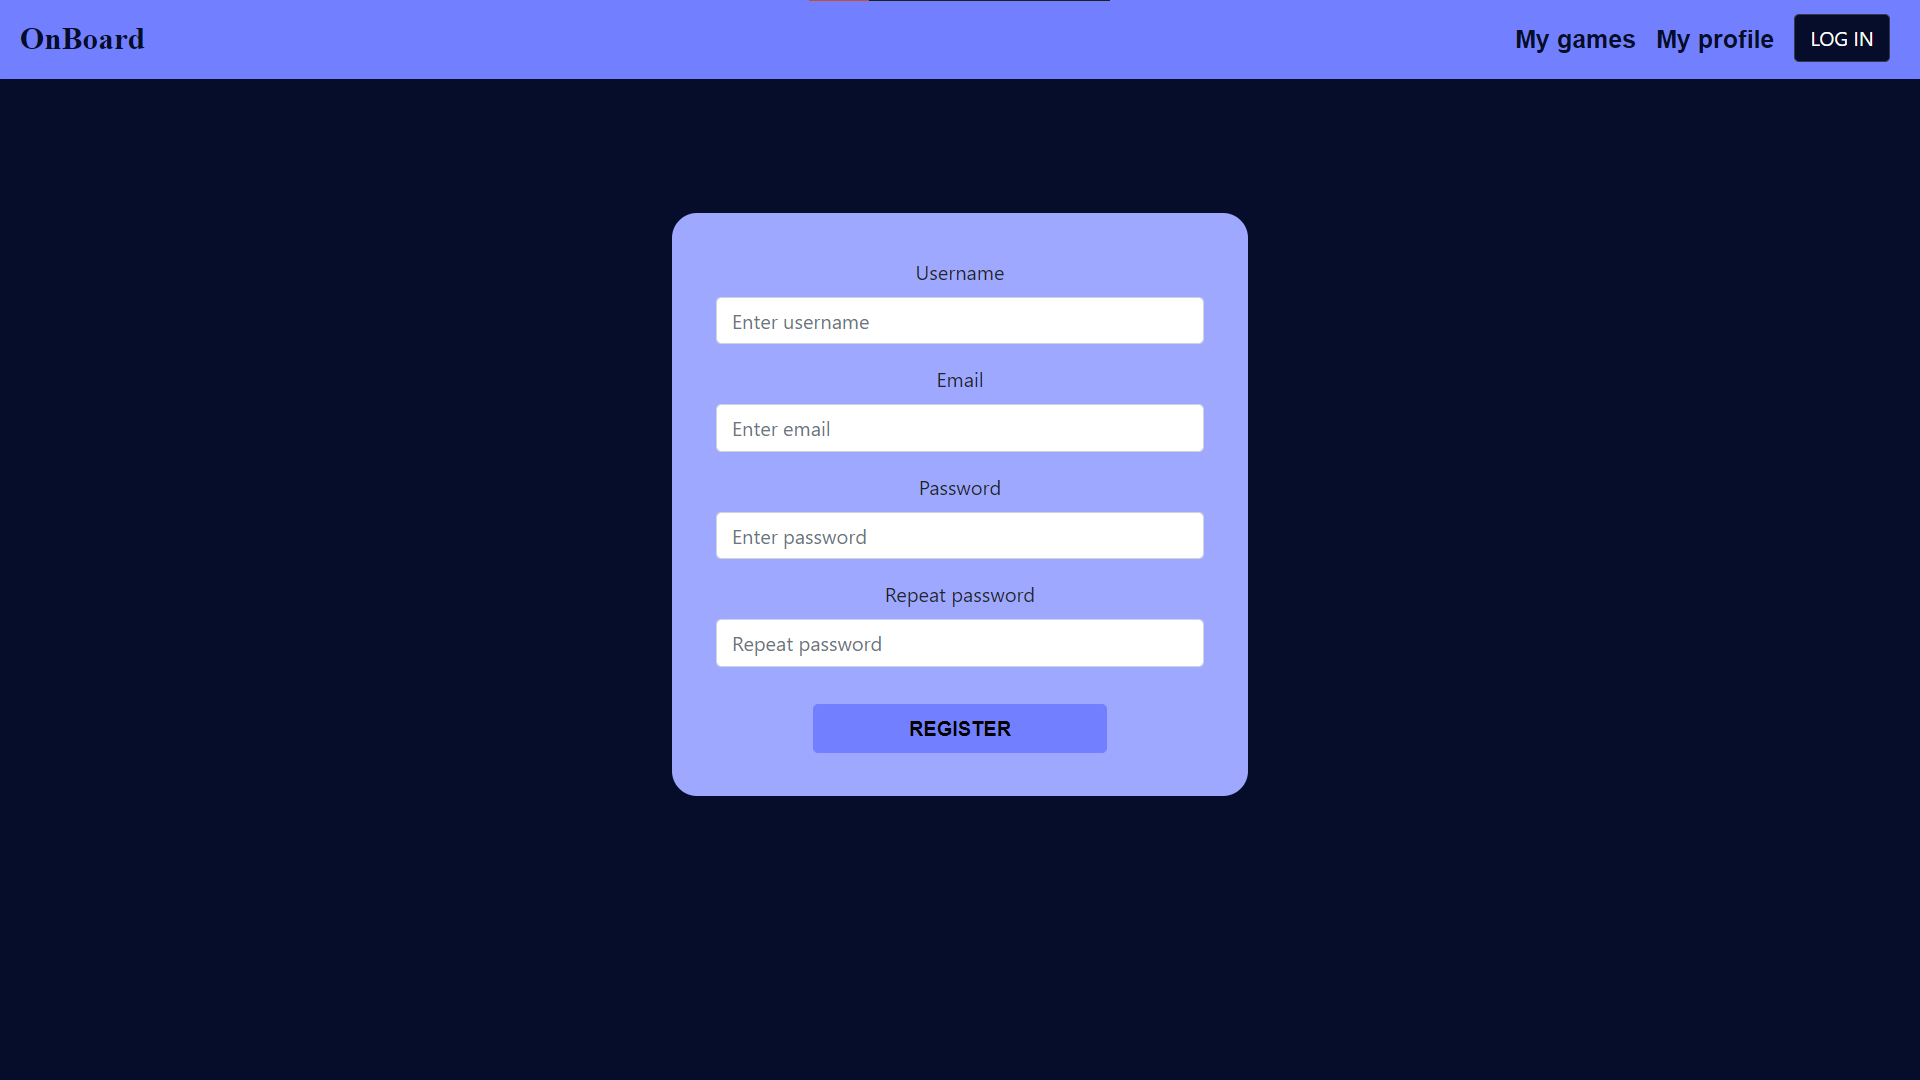 OnBoard
My games My profile LOG IN
Username
Enter username
Email
Enter email
Password
Enter password
Repeat password
Repeat password
REGISTER